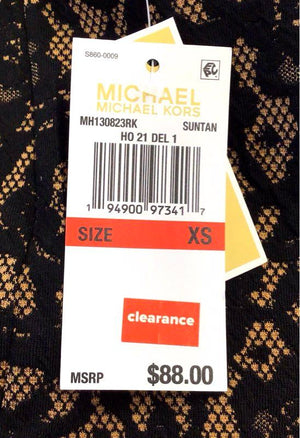 S860-0009
MICHAEL
MICHAEL KORS
MH130823RK SUNTAN
HO 21 DEL 1
1 94900 97341 7
SIZE XS
clearance
MSRP $88.00